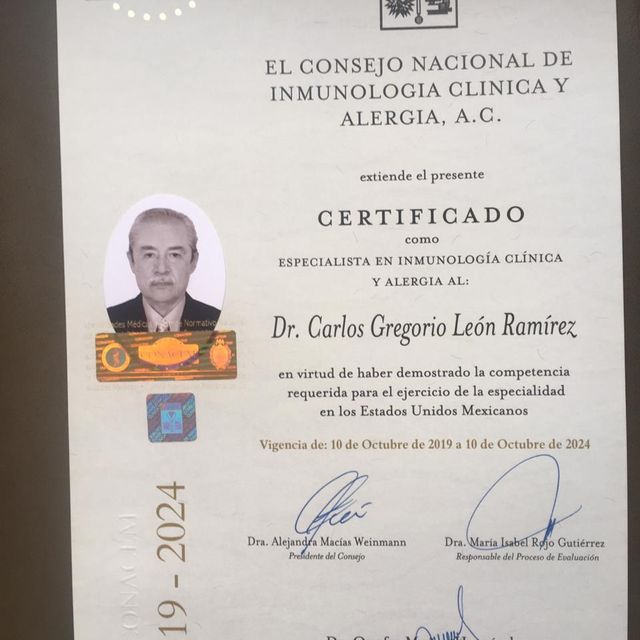 EL CONSEJO NACIONAL DE
INMUNOLOGIA CLINICA Y
ALERGIA, A.C.
extiende el presente
CERTIFICADO
como
ESPECIALISTA EN INMUNOLOGÍA CLÍNICA
Y ALERGIA AL:
Dr. Carlos Gregorio León Ramírez
en virtud de haber demostrado la competencia
requerida para el ejercicio de la especialidad
en los Estados Unidos Mexicanos
Vigencia de: 10 de Octubre de 2019 a 10 de Octubre de 2024
Dra. Alejandra Macías Weinmann
Presidente del Consejo
Dra. María Isabel Rojo Gutiérrez
Responsable del Proceso de Evaluación
Normativo
CONACEM
19 - 2024